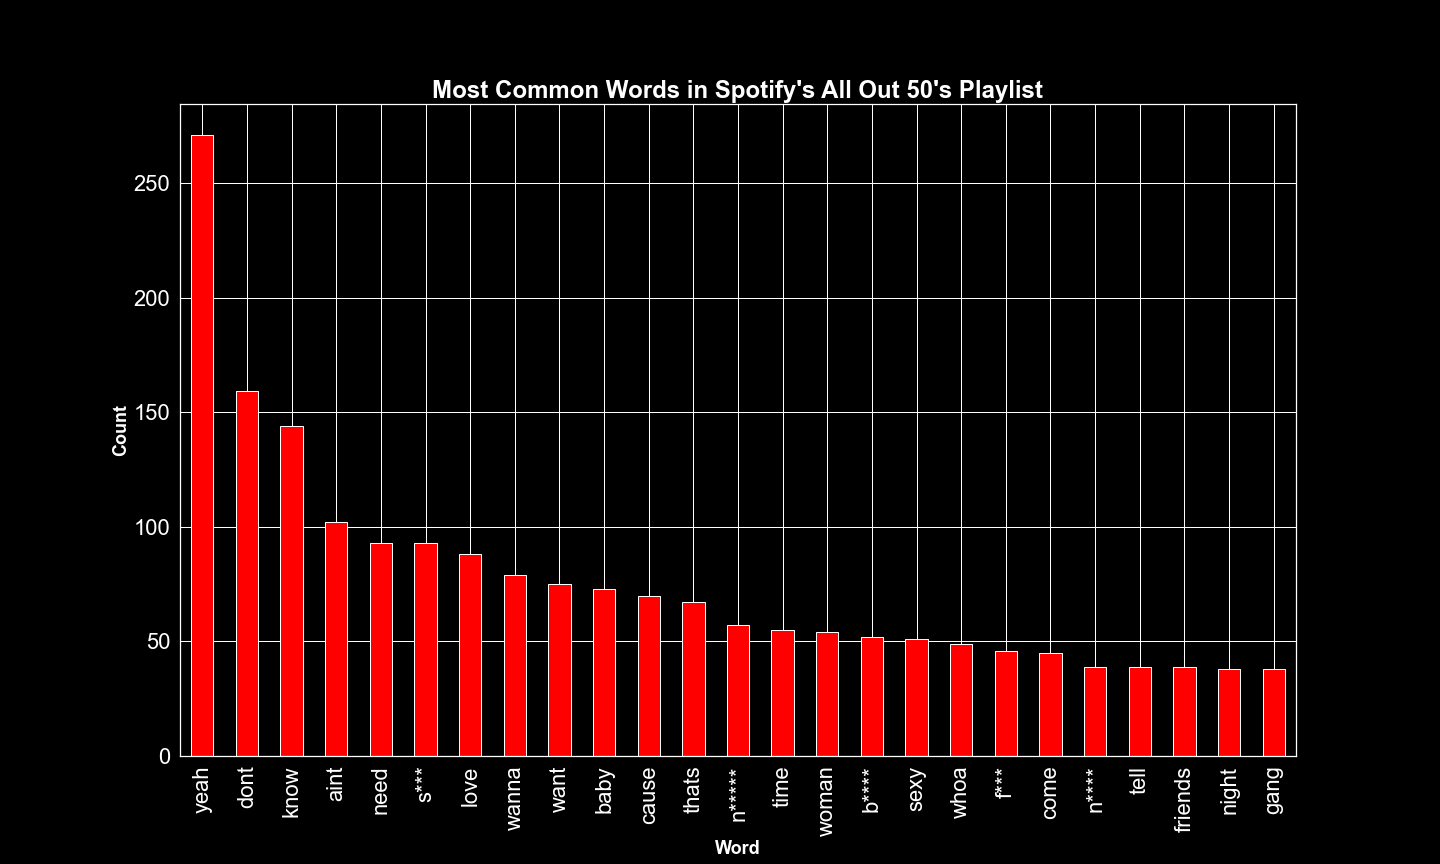 Most Common Words in Spotify's All Out 50's Playlist
250
200
150
100
50
0
Count
yeah
dont
know
aint
need
s***
love
wanna
want
baby
cause
thats
n*****
time
woman
b****
sexy
whoa
f***
come
n****
tell
friends
night
gang
Word